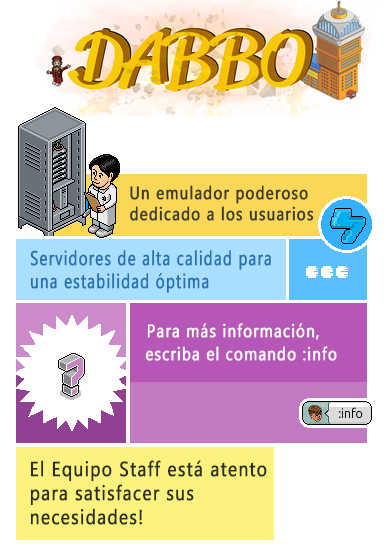 DABBO
Un emulador poderoso
dedicado a los usuarios
Servidores de alta calidad para
una estabilidad óptima
Para más información,
escriba el comando :info
?
:info
El Equipo Staff está atento
para satisfacer sus
necesidades!